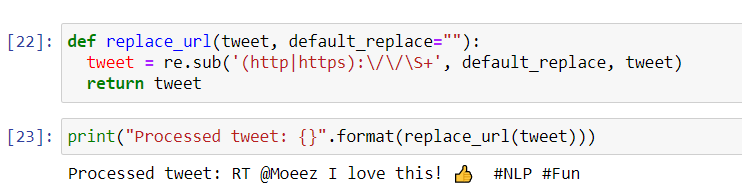 [22]: def replace_url(tweet, default_replace=""):
tweet = re.sub('(http|https):\/\/\S+', default_replace, tweet)
return tweet
[23]: print("Processed tweet: {}".format(replace_url(tweet)))
Processed tweet: RT @Moeez I love this! 👍  #NLP #Fun